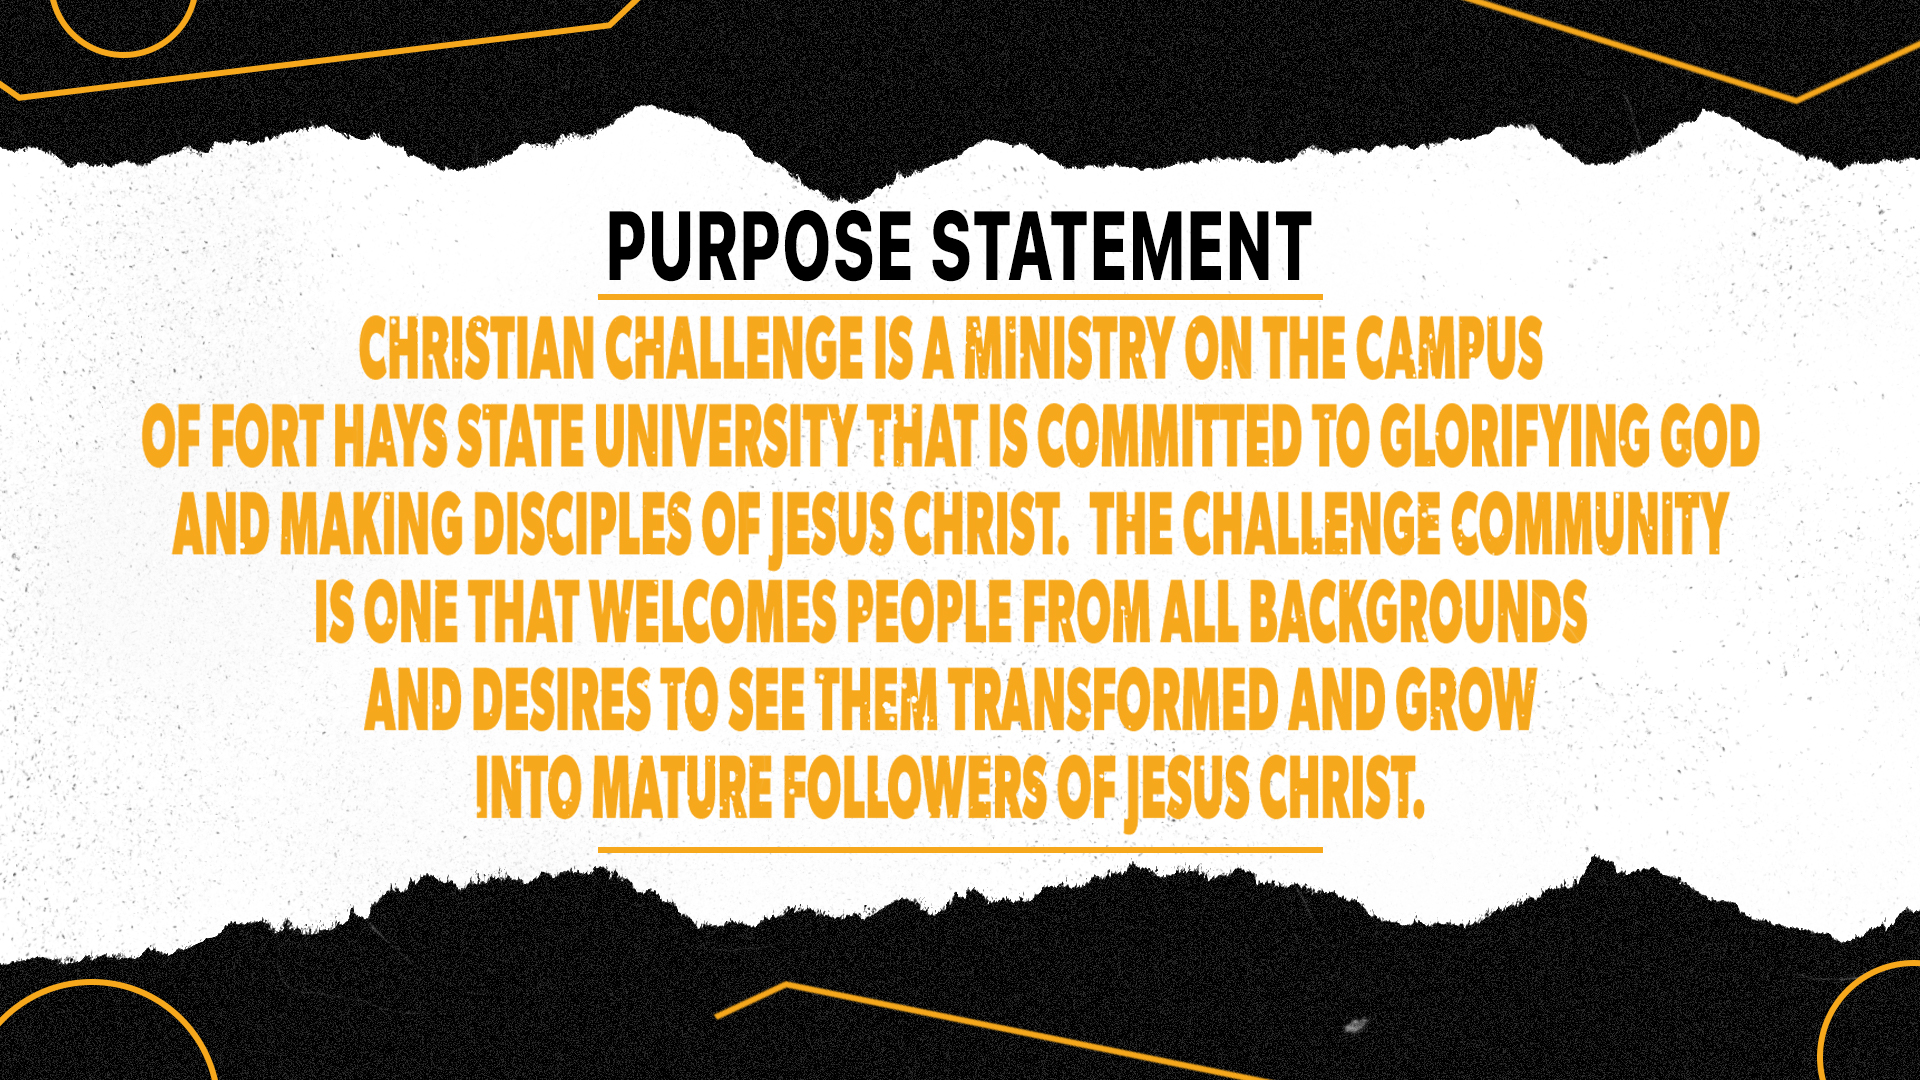 PURPOSE STATEMENT
CHRISTIAN CHALLENGE IS A MINISTRY ON THE CAMPUS
OF FORT HAYS STATE UNIVERSITY THAT IS COMMITTED TO GLORIFYING GOD
AND MAKING DISCIPLES OF JESUS CHRIST.  THE CHALLENGE COMMUNITY
IS ONE THAT WELCOMES PEOPLE FROM ALL BACKGROUNDS
AND DESIRES TO SEE THEM TRANSFORMED AND GROW
INTO MATURE FOLLOWERS OF JESUS CHRIST.